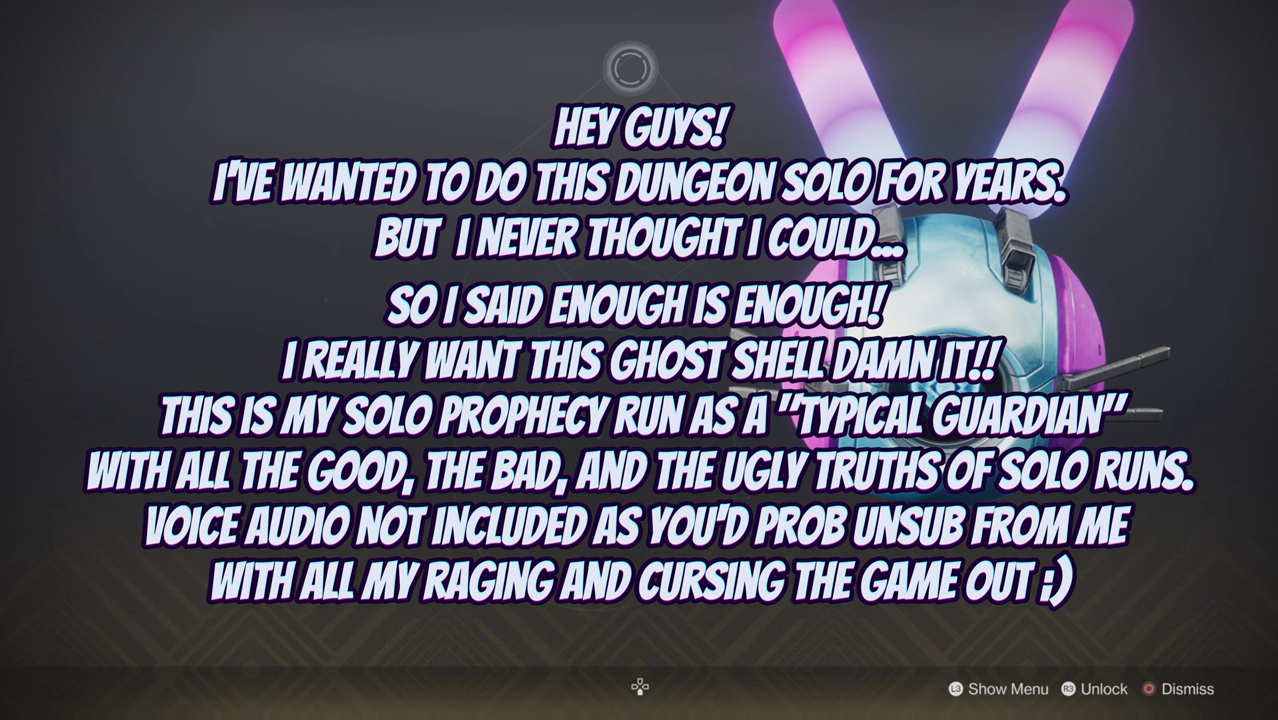 HEY GUYS!
I'VE WANTED TO DO THIS DUNGEON SOLO FOR YEARS.
BUT I NEVER THOUGHT I COULD...
SO I SAID ENOUGH IS ENOUGH!
I REALLY WANT THIS GHOST SHELL DAMN IT!!
THIS IS MY SOLO PROPHECY RUN AS A "TYPICAL GUARDIAN"
WITH ALL THE GOOD, THE BAD, AND THE UGLY TRUTHS OF SOLO RUNS.
VOICE AUDIO NOT INCLUDED AS YOU'D PROB UNSUB FROM ME
WITH ALL MY RAGING AND CURSING THE GAME OUT ;)
L3 Show Menu R3 Unlock Dismiss